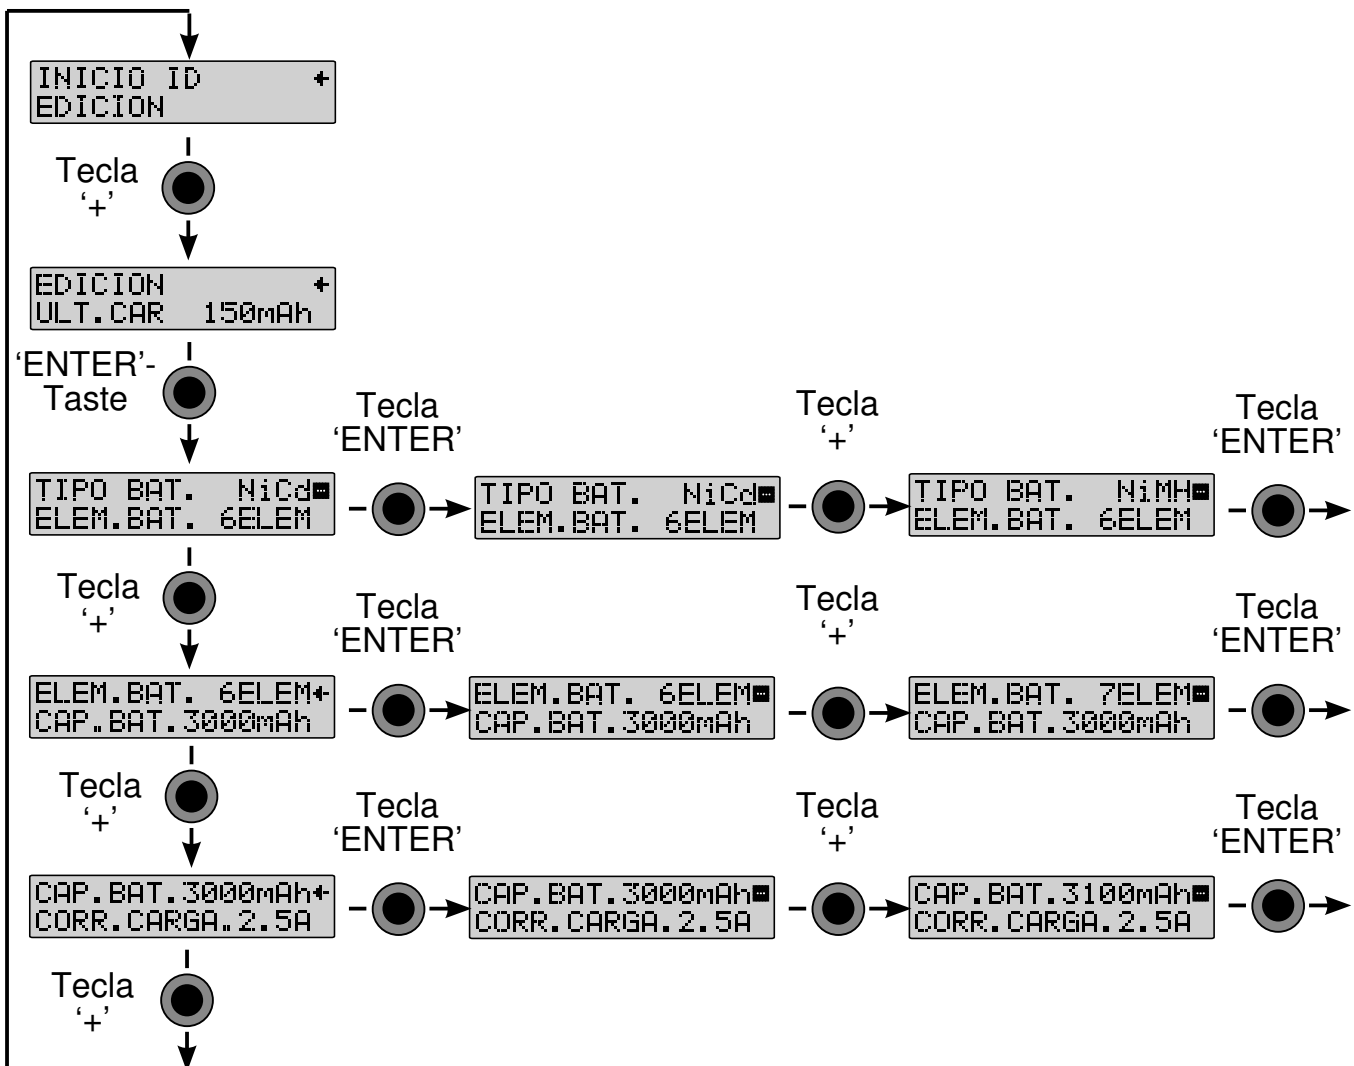 INICIO ID
EDICION
Tecla
‘+’
EDICION
ULT.CAR 150mAh
‘ENTER’-
Taste
Tecla
‘ENTER’
Tecla
‘+’
Tecla
‘ENTER’
TIPO BAT. NiCd
ELEM.BAT. 6ELEM
TIPO BAT. NiCd
ELEM.BAT. 6ELEM
TIPO BAT. NiMH
ELEM.BAT. 6ELEM
Tecla
‘+’
Tecla
‘ENTER’
Tecla
‘+’
Tecla
‘ENTER’
ELEM.BAT. 6ELEM
CAP.BAT.3000mAh
ELEM.BAT. 6ELEM
CAP.BAT.3000mAh
ELEM.BAT. 7ELEM
CAP.BAT.3000mAh
Tecla
‘+’
Tecla
‘ENTER’
Tecla
‘+’
Tecla
‘ENTER’
CAP.BAT.3000mAh
CORR.CARGA.2.5A
CAP.BAT.3000mAh
CORR.CARGA.2.5A
CAP.BAT.3100mAh
CORR.CARGA.2.5A
Tecla
‘+’